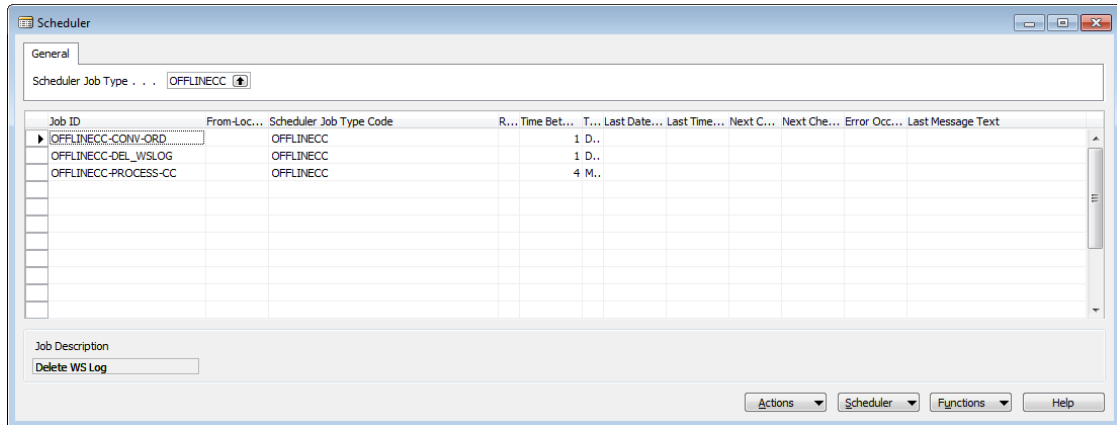 Scheduler
General
Scheduler Job Type . . . OFFLINECC
Job ID From-Loc... Scheduler Job Type Code R... Time Bet... T... Last Date... Last Time... Next C... Next Che... Error Occ... Last Message Text
OFFLINECC-CONV-ORD OFFLINECC 1 D..
OFFLINECC-DEL_WSLOG OFFLINECC 1 D..
OFFLINECC-PROCESS-CC OFFLINECC 4 M..
Job Description
Delete WS Log
Actions Scheduler Functions Help